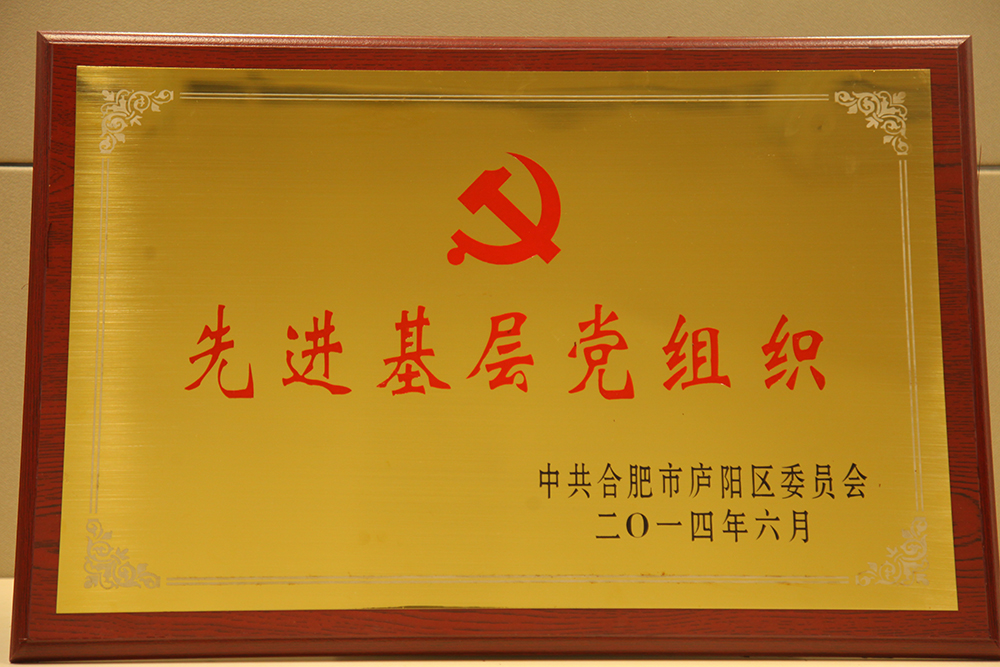 先进基层党组织
中共合肥市庐阳区委员会
二〇一四年六月